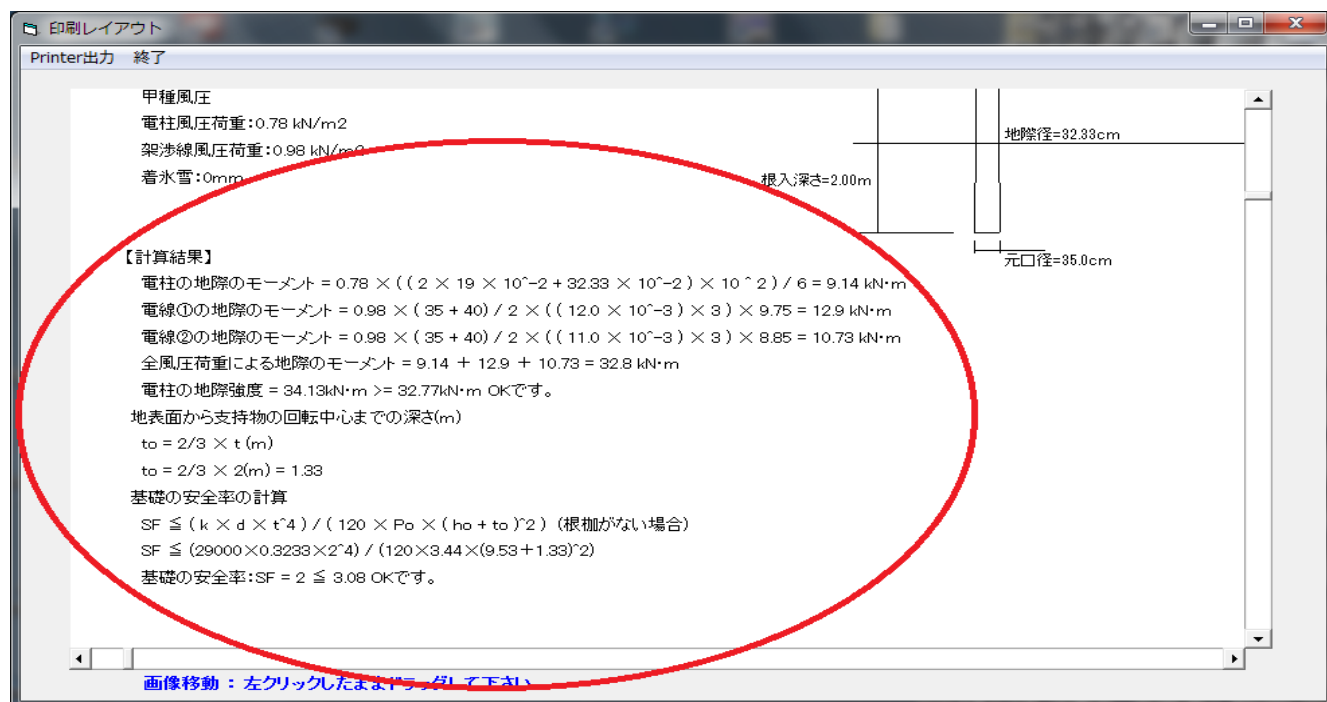 印刷レイアウト
Printer出力 終了
甲種風圧
電柱風圧荷重:0.78 kN/m2
架渉線風圧荷重:0.98 kN/m2
着氷雪:0mm
地際径=32.33cm
根入深さ=2.00m
元口径=35.0cm
【計算結果】
電柱の地際のモーメント = 0.78 × ( ( 2 × 19 × 10^-2 + 32.33 × 10^-2 ) × 10 ^ 2 ) / 6 = 9.14 kN・m
電線①の地際のモーメント = 0.98 × ( 35 + 40) / 2 × ( ( 12.0 × 10^-3 ) × 3 ) × 9.75 = 12.9 kN・m
電線②の地際のモーメント = 0.98 × ( 35 + 40) / 2 × ( ( 11.0 × 10^-3 ) × 3 ) × 8.85 = 10.73 kN・m
全風圧荷重による地際のモーメント = 9.14 + 12.9 + 10.73 = 32.8 kN・m
電柱の地際強度 = 34.13kN・m >= 32.77kN・m OKです。
地表面から支持物の回転中心までの深さ(m)
to = 2/3 × t (m)
to = 2/3 × 2(m) = 1.33
基礎の安全率の計算
SF ≦ ( k × d × t^4 ) / ( 120 × Po × ( ho + to )^2 ) (根枷がない場合)
SF ≦ (29000×0.3233×2^4) / (120×3.44×(9.53+1.33)^2)
基礎の安全率:SF = 2 ≦ 3.08 OKです。
画像移動 : 左クリックしたままドラッグして下さい